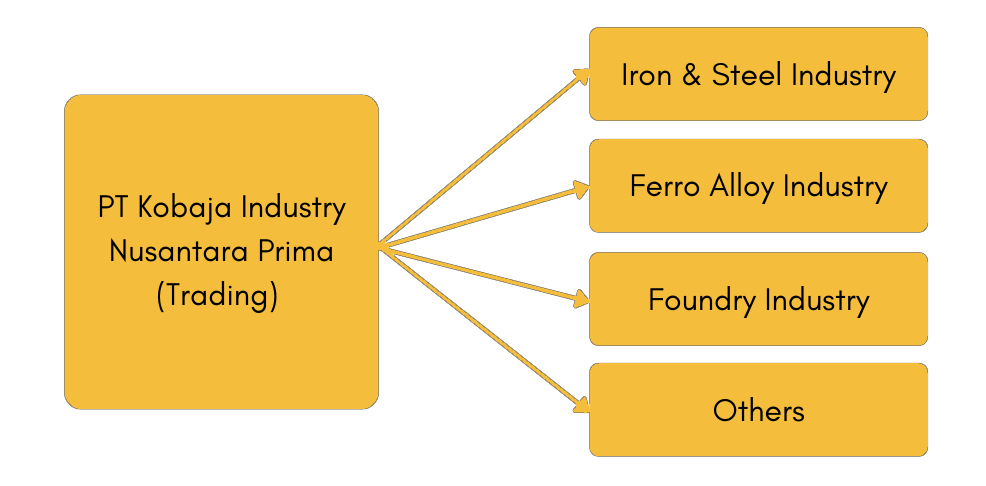 PT Kobaja Industry
Nusantara Prima
(Trading)
Iron & Steel Industry
Ferro Alloy Industry
Foundry Industry
Others